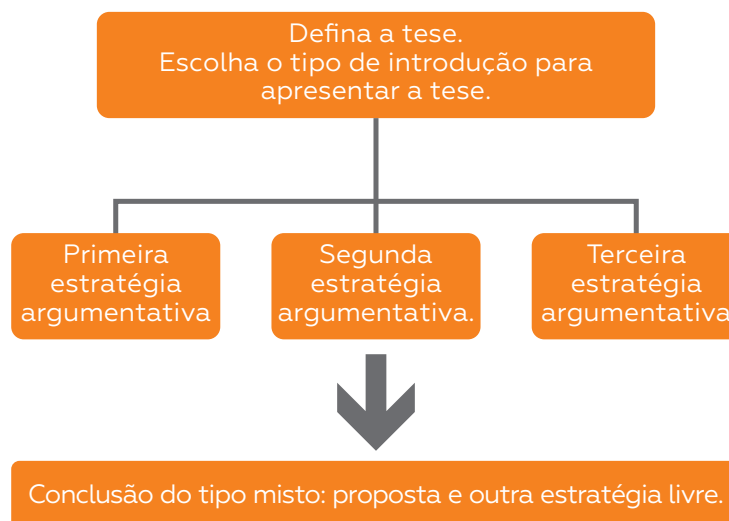 Defina a tese.
Escolha o tipo de introdução para
apresentar a tese.
Primeira
estratégia
argumentativa
Segunda
estratégia
argumentativa.
Terceira
estratégia
argumentativa
Conclusão do tipo misto: proposta e outra estratégia livre.